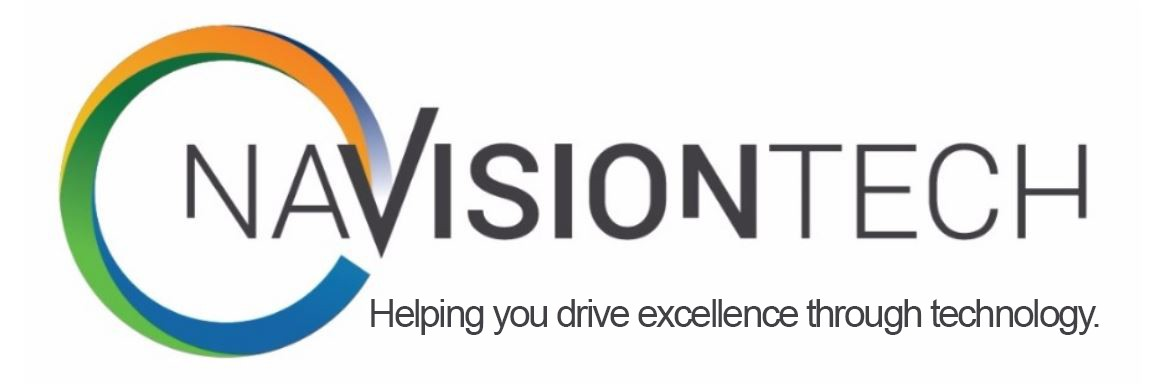 NAVISIONTECH
Helping you drive excellence through technology.